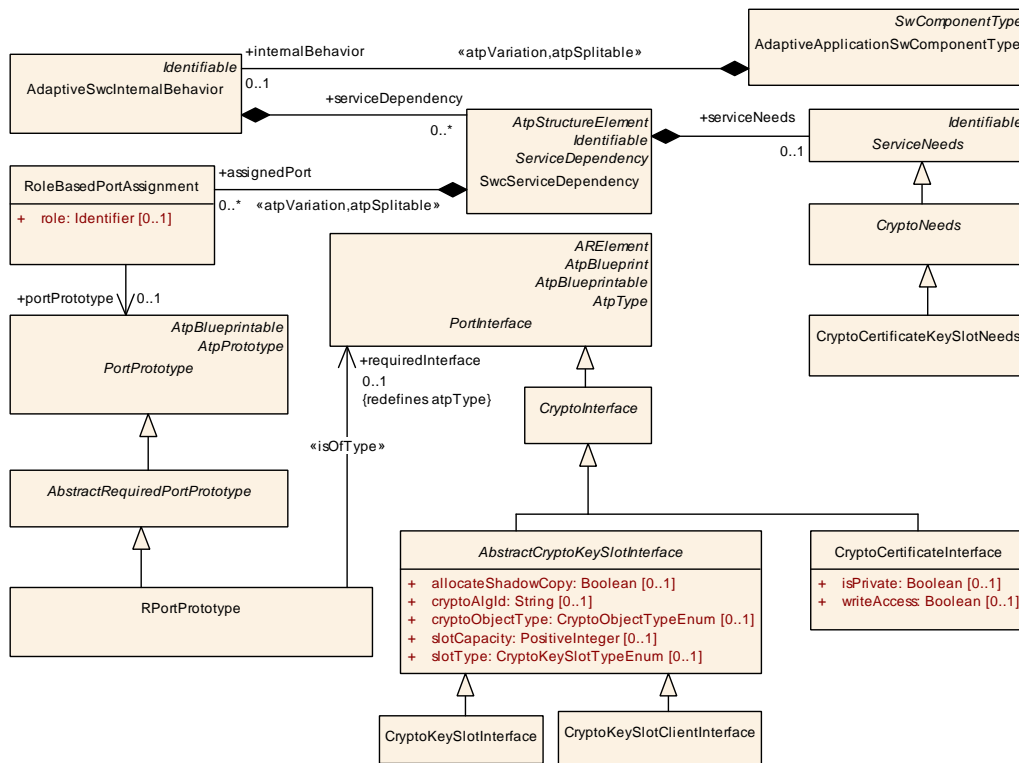 SwComponentType
AdaptiveApplicationSwComponentType
+internalBehavior
«atpVariation,atpSplitable»
0..1
Identifiable
AdaptiveSwcInternalBehavior
+serviceDependency
0..*
AtpStructureElement
Identifiable
ServiceDependency
SwcServiceDependency
+serviceNeeds
0..1
Identifiable
ServiceNeeds
RoleBasedPortAssignment
+ role: Identifier [0..1]
+assignedPort
0..*
«atpVariation,atpSplitable»
CryptoNeeds
CryptoCertificateKeySlotNeeds
+portPrototype
0..1
ARElement
AtpBlueprint
AtpBlueprintable
AtpType
PortInterface
AtpBlueprintable
AtpPrototype
PortPrototype
+requiredInterface
0..1
{redefines atpType}
«isOfType»
CryptoInterface
AbstractRequiredPortPrototype
RPortPrototype
AbstractCryptoKeySlotInterface
+ allocateShadowCopy: Boolean [0..1]
+ cryptoAlgId: String [0..1]
+ cryptoObjectType: CryptoObjectTypeEnum [0..1]
+ slotCapacity: PositiveInteger [0..1]
+ slotType: CryptoKeySlotTypeEnum [0..1]
CryptoCertificateInterface
+ isPrivate: Boolean [0..1]
+ writeAccess: Boolean [0..1]
CryptoKeySlotInterface
CryptoKeySlotClientInterface